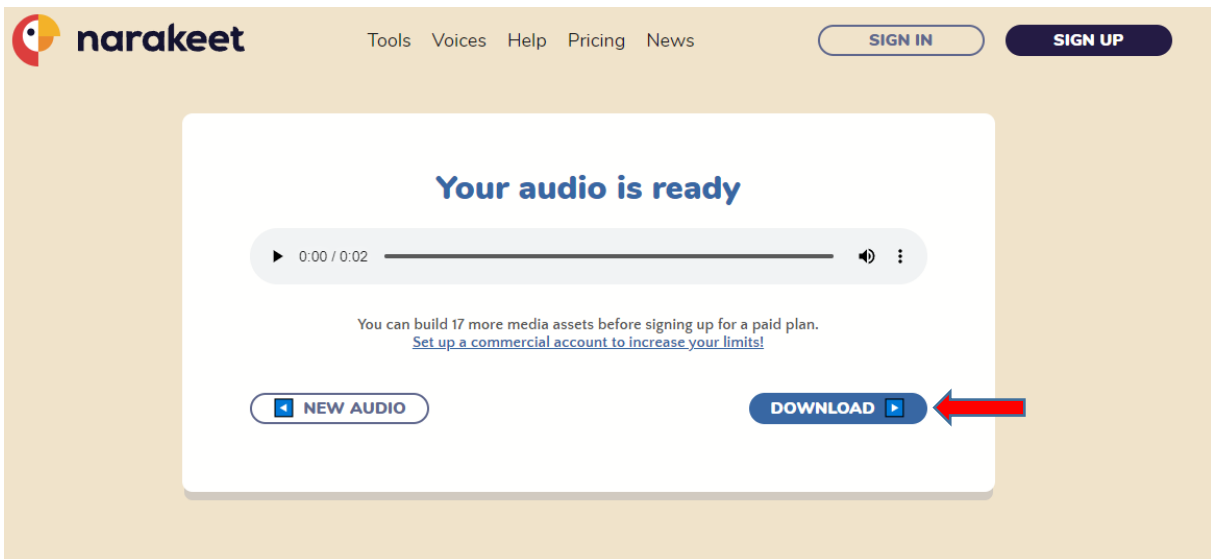 narakeet
Tools Voices Help Pricing News
SIGN IN
SIGN UP
Your audio is ready
0:00 / 0:02
You can build 17 more media assets before signing up for a paid plan.
Set up a commercial account to increase your limits!
NEW AUDIO
DOWNLOAD